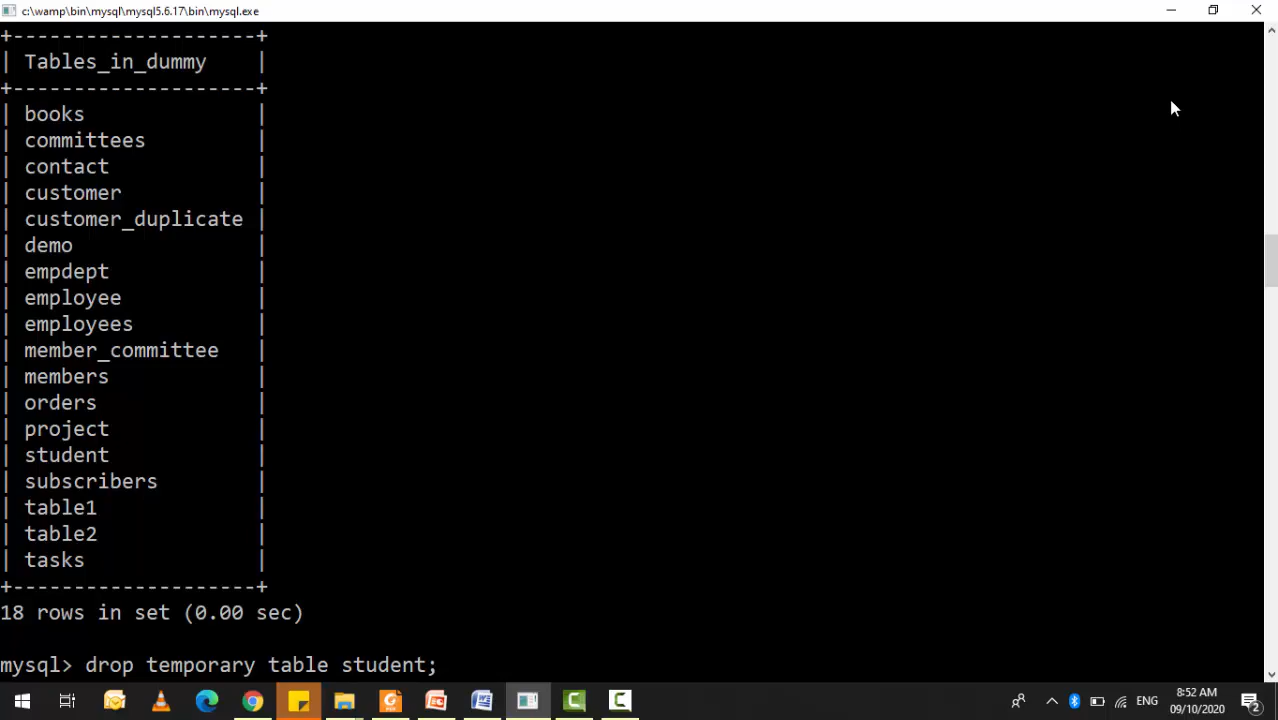 c:\wamp\bin\mysql\mysql5.6.17\bin\mysql.exe
+--------------------+
| Tables_in_dummy    |
+--------------------+
| books              |
| committees         |
| contact            |
| customer           |
| customer_duplicate |
| demo               |
| empdept            |
| employee           |
| employees          |
| member_committee   |
| members            |
| orders             |
| project            |
| student            |
| subscribers        |
| table1             |
| table2             |
| tasks              |
+--------------------+
18 rows in set (0.00 sec)
mysql> drop temporary table student;
ENG
8:52 AM
09/10/2020
2